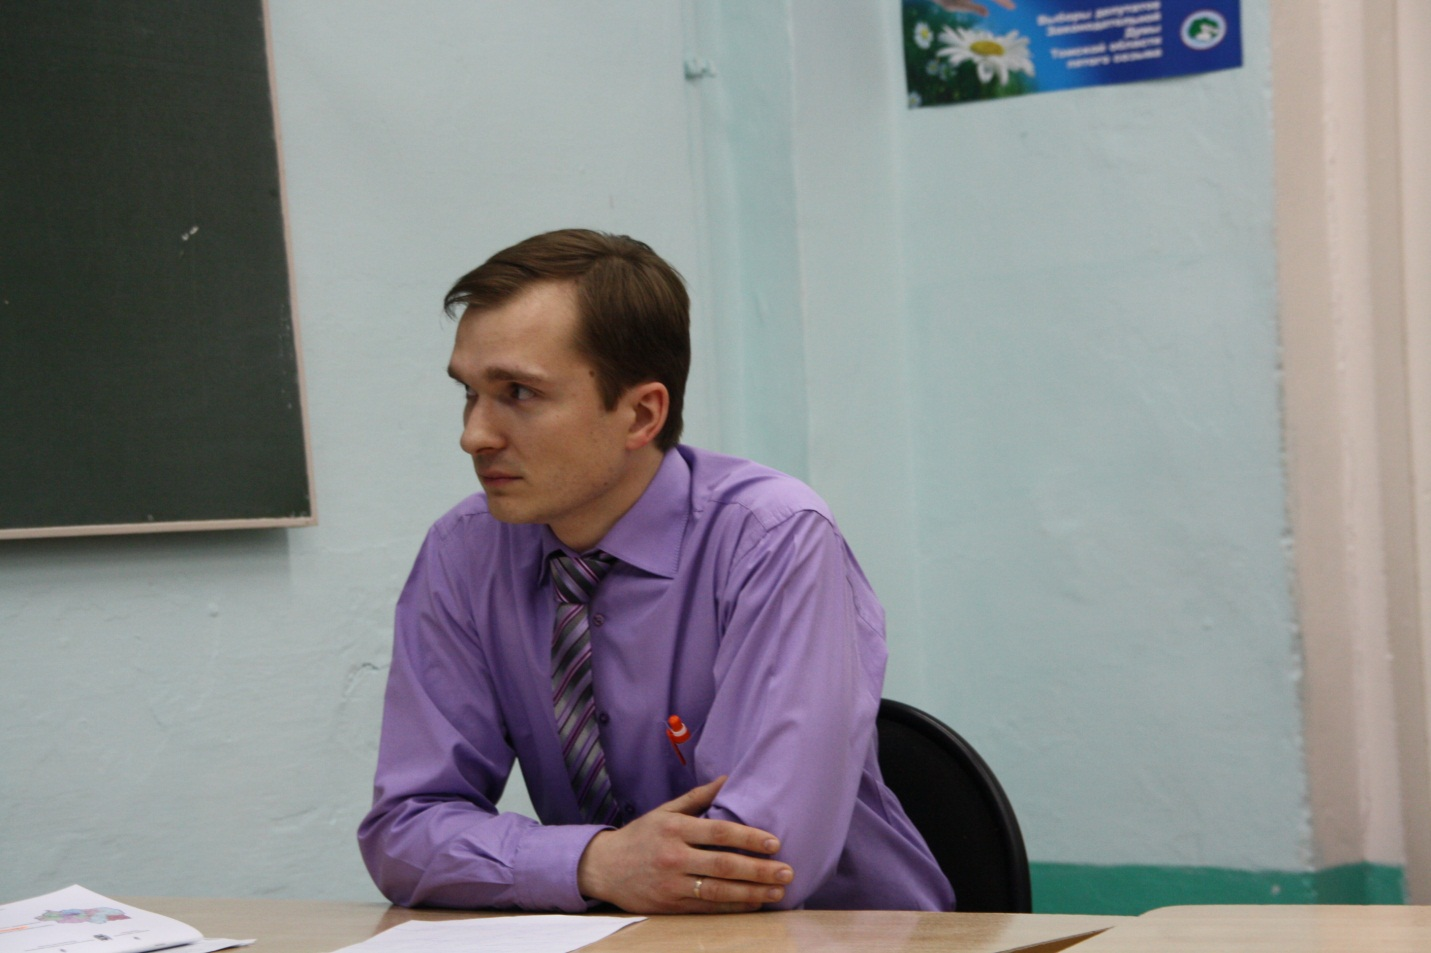 Выборы депутатов
Законодательной
Думы
Томской области
пятого созыва